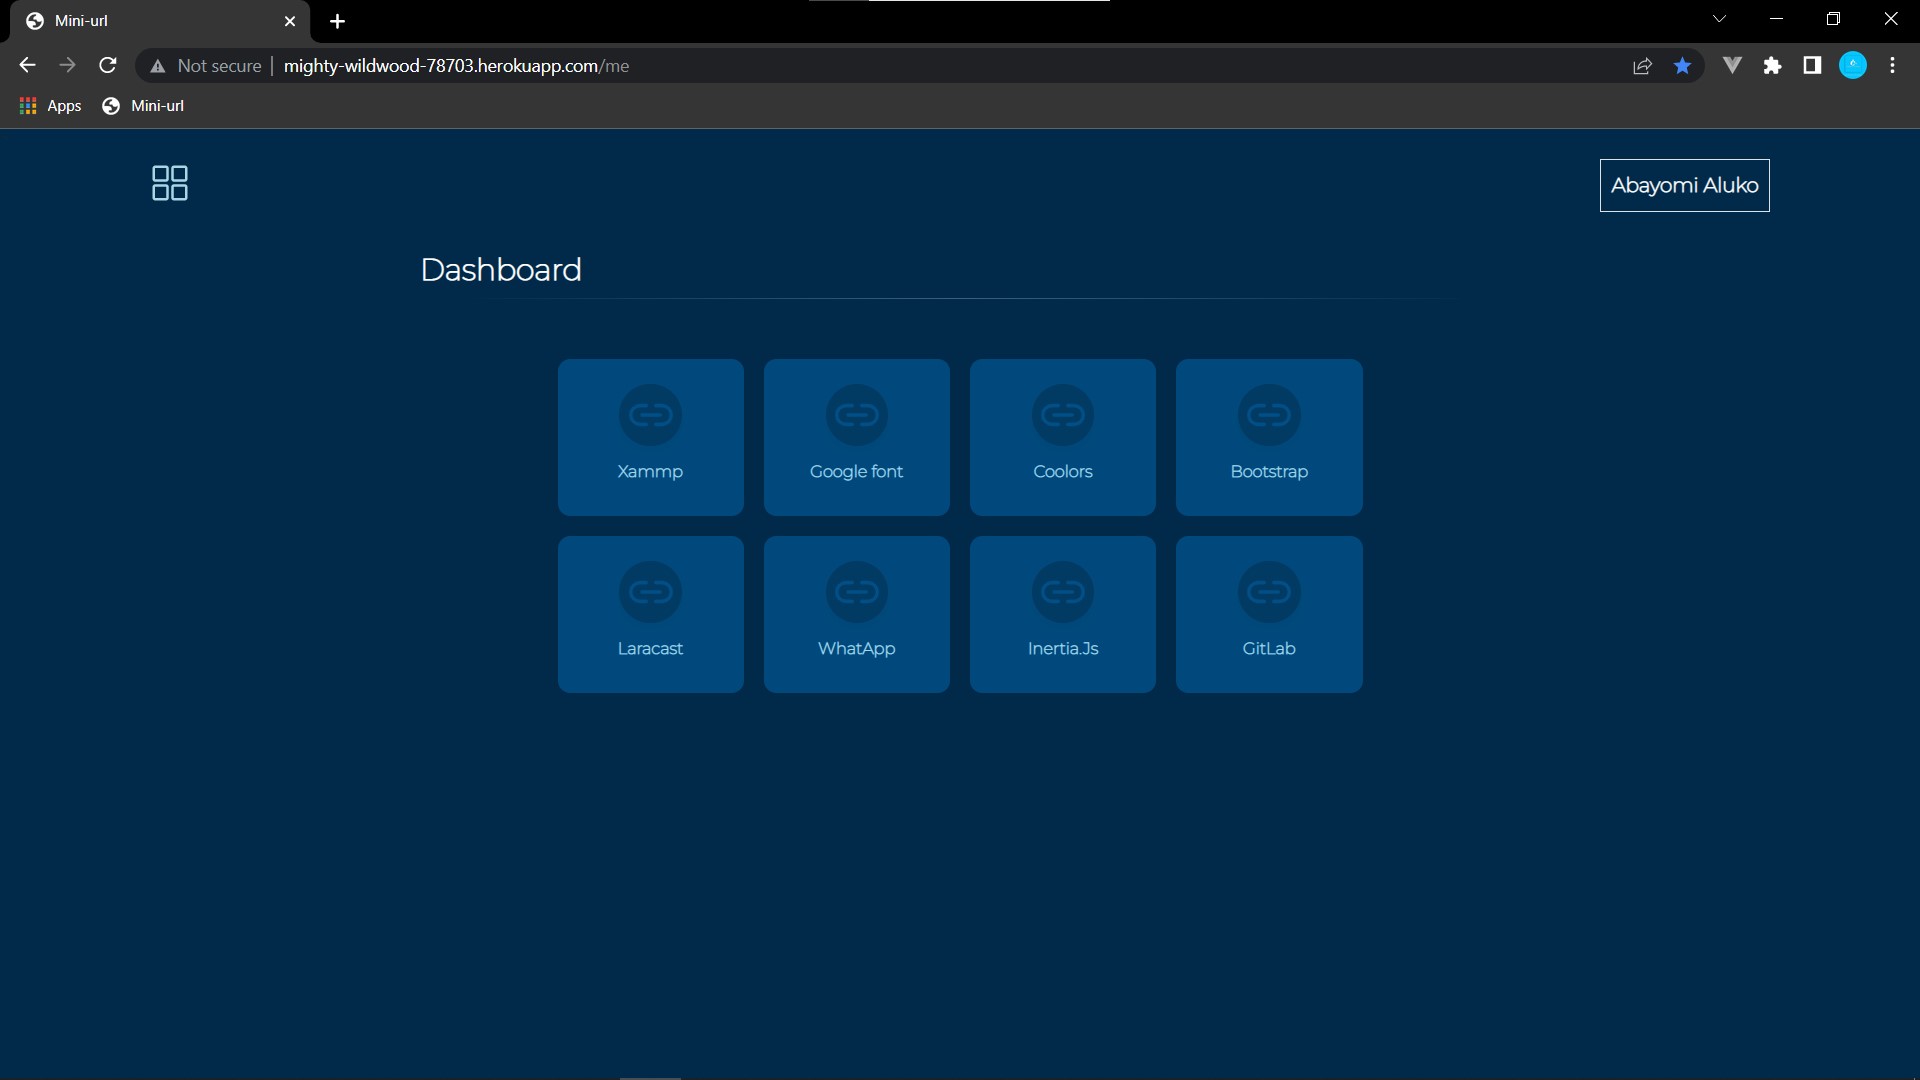 Mini-url
Not secure mighty-wildwood-78703.herokuapp.com/me
Apps Mini-url
Abayomi Aluko
Dashboard
Xammp Google font Coolors Bootstrap
Laracast WhatApp Inertia.Js GitLab